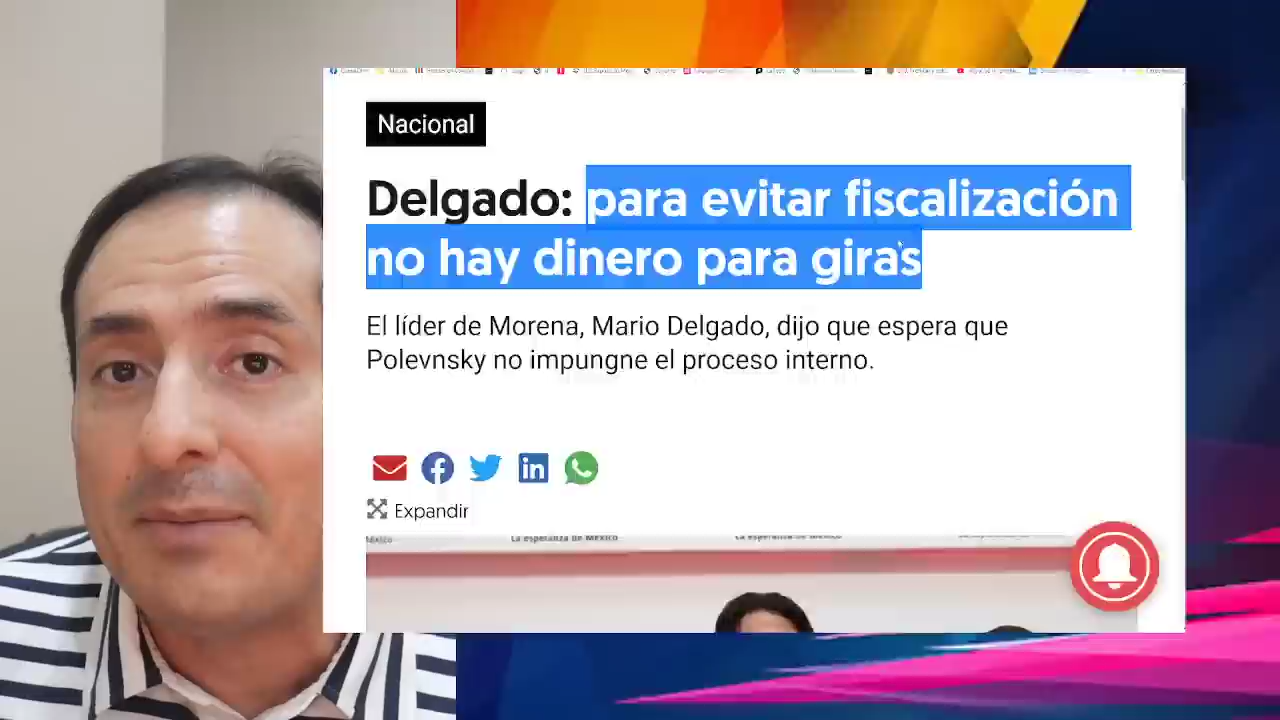 Nacional
Delgado: para evitar fiscalización
no hay dinero para giras
El líder de Morena, Mario Delgado, dijo que espera que
Polevnsky no impungne el proceso interno.
Expandir
La esperanza de México
La esperanza de México